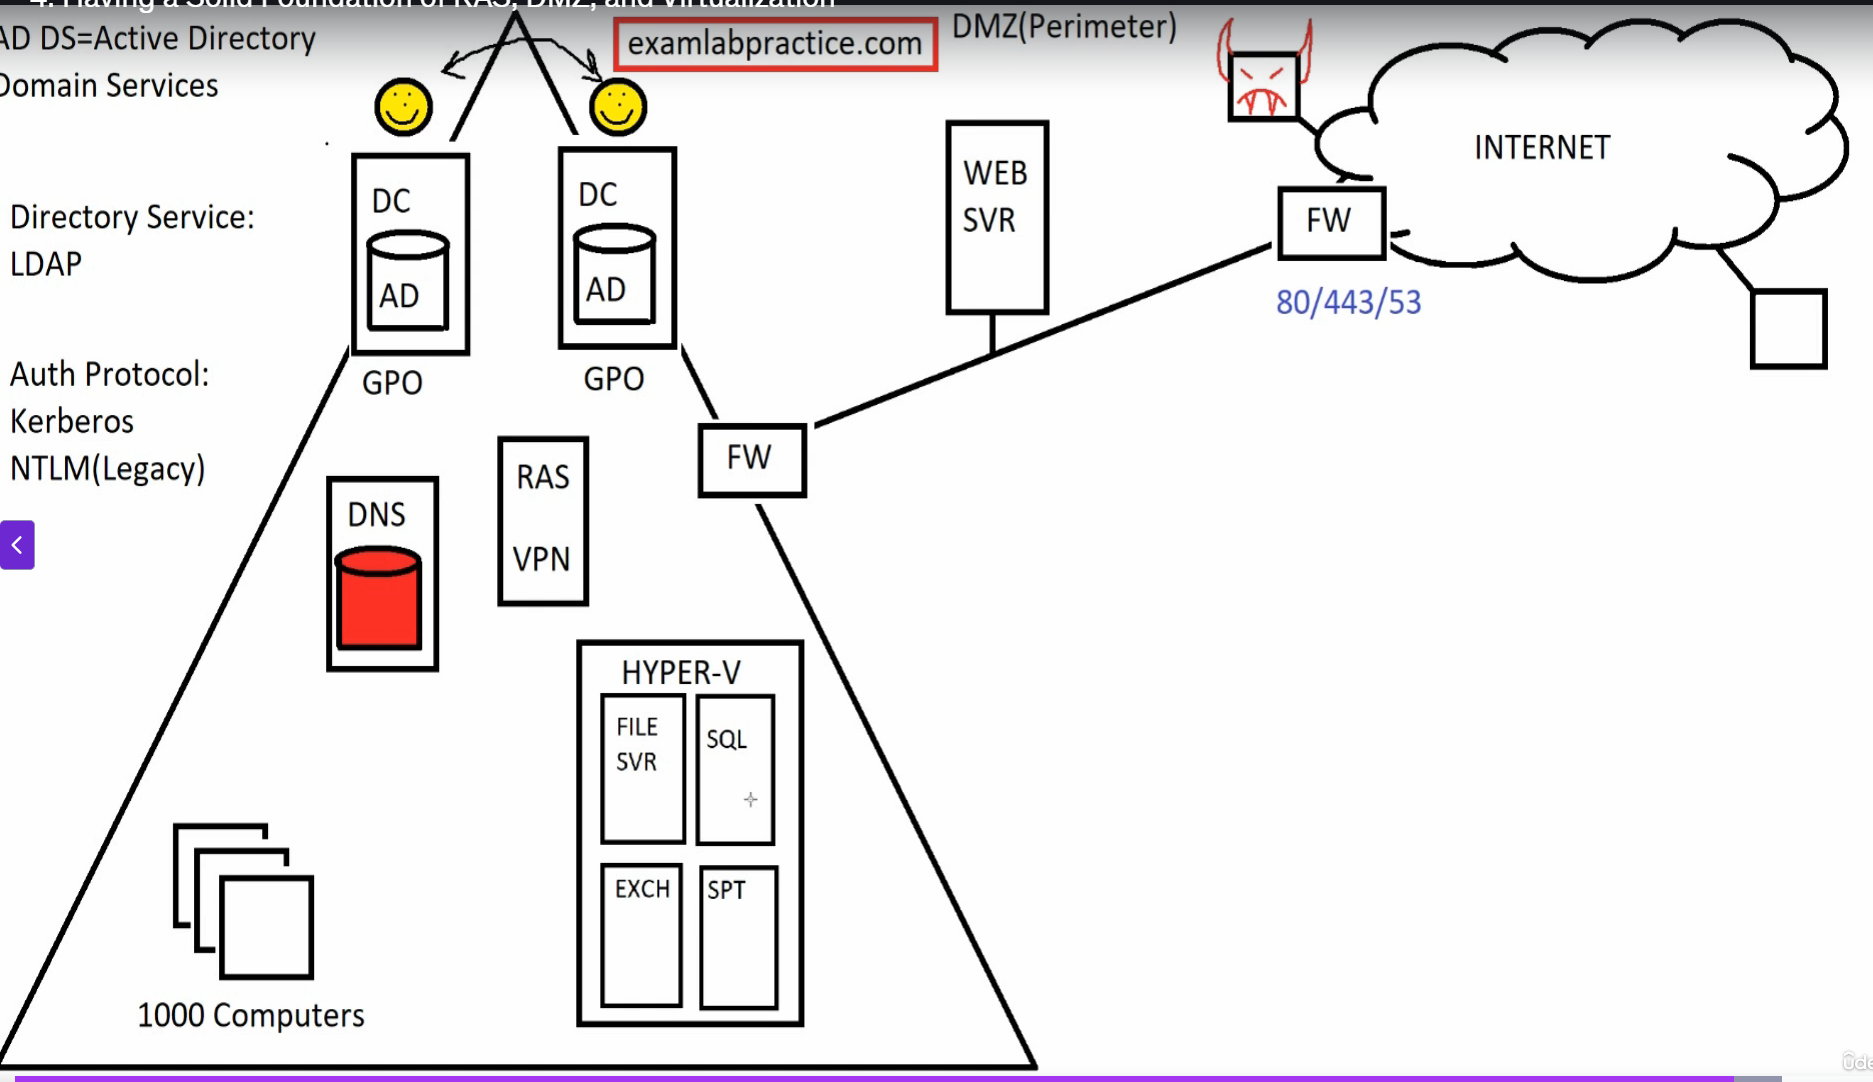 4. Having a Solid Foundation of RAS, DMZ, and Virtualization
AD DS=Active Directory
Domain Services
examlabpractice.com
DMZ(Perimeter)
INTERNET
Directory Service:
LDAP
DC
AD
GPO
DC
AD
GPO
WEB
SVR
FW
80/443/53
Auth Protocol:
Kerberos
NTLM(Legacy)
FW
RAS
VPN
DNS
HYPER-V
FILE
SVR
SQL
EXCH
SPT
1000 Computers